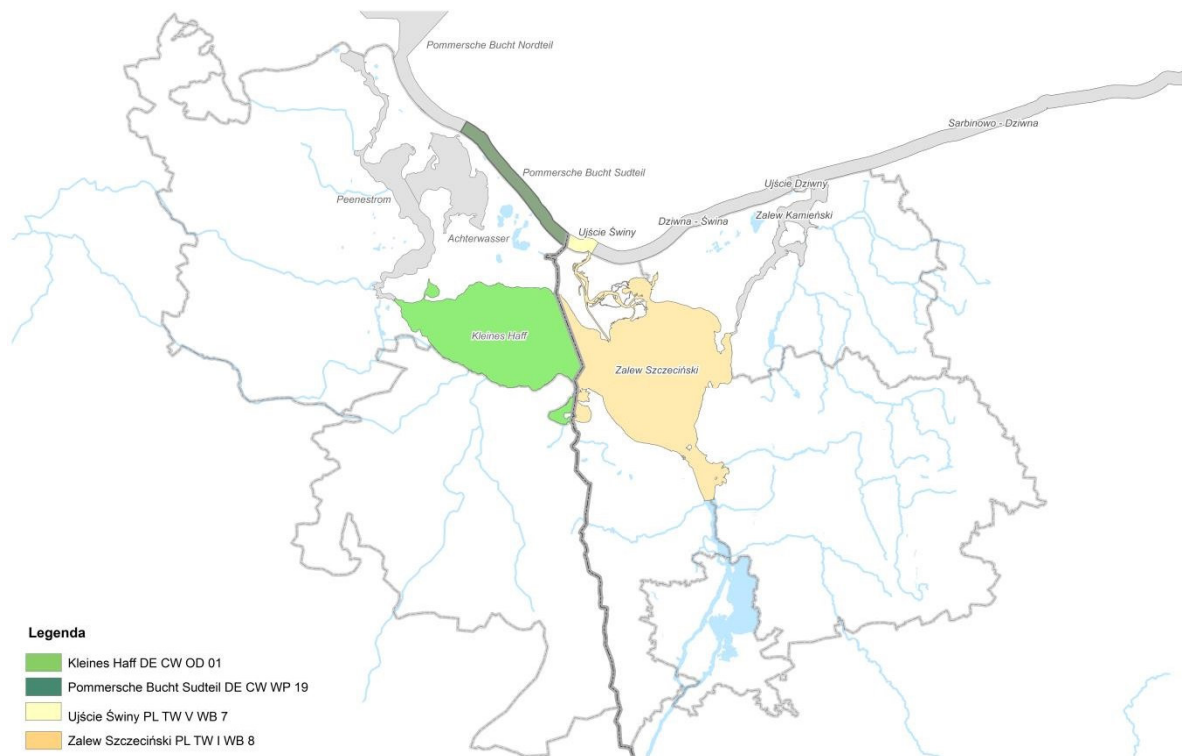 Pommersche Bucht Nordteil
Sarbinowo - Dziwna
Pommersche Bucht Sudteil
Ujście Dziwny
Peenestrom
Dziwna - Świna
Zalew Kamieński
Ujście Świny
Achterwasser
Kleines Haff
Zalew Szczeciński
Legenda
Kleines Haff DE CW OD 01
Pommersche Bucht Sudteil DE CW WP 19
Ujście Świny PL TW V WB 7
Zalew Szczeciński PL TW I WB 8